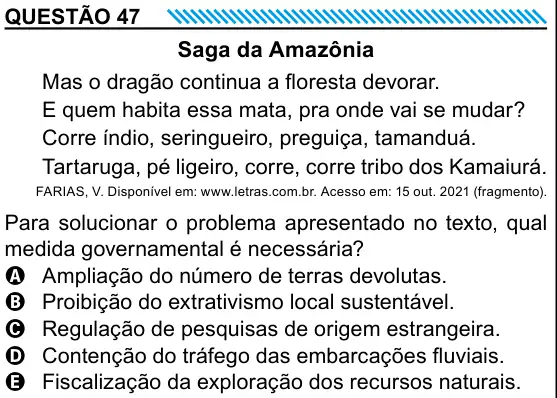 QUESTÃO 47
Saga da Amazônia
Mas o dragão continua a floresta devorar.
E quem habita essa mata, pra onde vai se mudar?
Corre índio, seringueiro, preguiça, tamanduá.
Tartaruga, pé ligeiro, corre, corre tribo dos Kamaiurá.
FARIAS, V. Disponível em: www.letras.com.br. Acesso em: 15 out. 2021 (fragmento).
Para solucionar o problema apresentado no texto, qual
medida governamental é necessária?
A Ampliação do número de terras devolutas.
B Proibição do extrativismo local sustentável.
C Regulação de pesquisas de origem estrangeira.
D Contenção do tráfego das embarcações fluviais.
E Fiscalização da exploração dos recursos naturais.